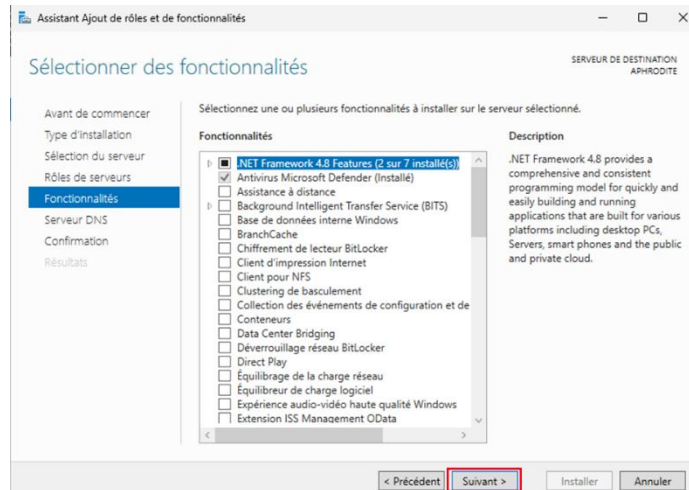 Assistant Ajout de rôles et de fonctionnalités
Sélectionner des fonctionnalités
SERVEUR DE DESTINATION
APHRODITE
Avant de commencer
Type d'installation
Sélection du serveur
Rôles de serveurs
Fonctionnalités
Serveur DNS
Confirmation
Résultats
Sélectionnez une ou plusieurs fonctionnalités à installer sur le serveur sélectionné.
Fonctionnalités
.NET Framework 4.8 Features (2 sur 7 installé(s))
Antivirus Microsoft Defender (Installé)
Assistance à distance
Background Intelligent Transfer Service (BITS)
Base de données interne Windows
BranchCache
Chiffrement de lecteur BitLocker
Client d'impression Internet
Client pour NFS
Clustering de basculement
Collection des événements de configuration et de
Conteneurs
Data Center Bridging
Déverrouillage réseau BitLocker
Direct Play
Équilibrage de la charge réseau
Équilibreur de charge logiciel
Expérience audio-vidéo haute qualité Windows
Extension ISS Management OData
Description
.NET Framework 4.8 provides a
comprehensive and consistent
programming model for quickly and
easily building and running
applications that are built for various
platforms including desktop PCs,
Servers, smart phones and the public
and private cloud.
< Précédent
Suivant >
Installer
Annuler